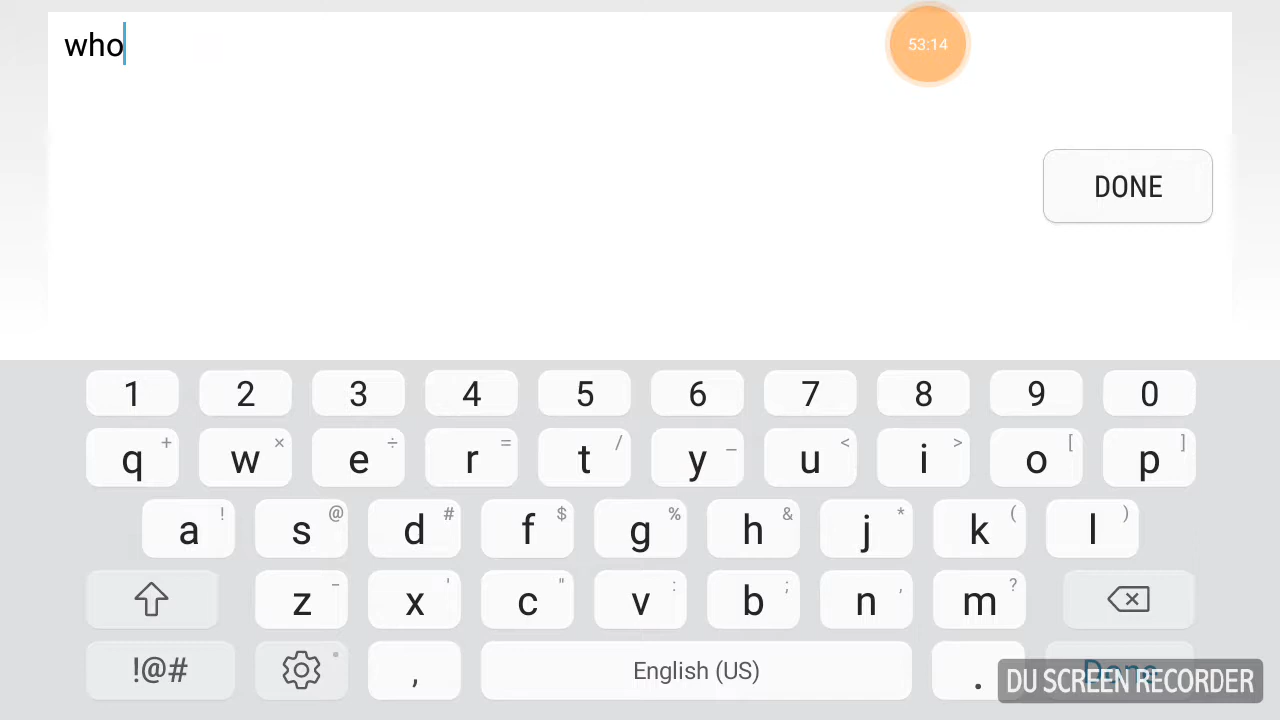 who
53:14
DONE
1 2 3 4 5 6 7 8 9 0
q + w × e ÷ r = t / y _ u < i > o [ p ]
a ! s @ d # f $ g % h & j * k ( l )
z - x ' c " v : b ; n , m ?
!@# , English (US) . Done
DU SCREEN RECORDER